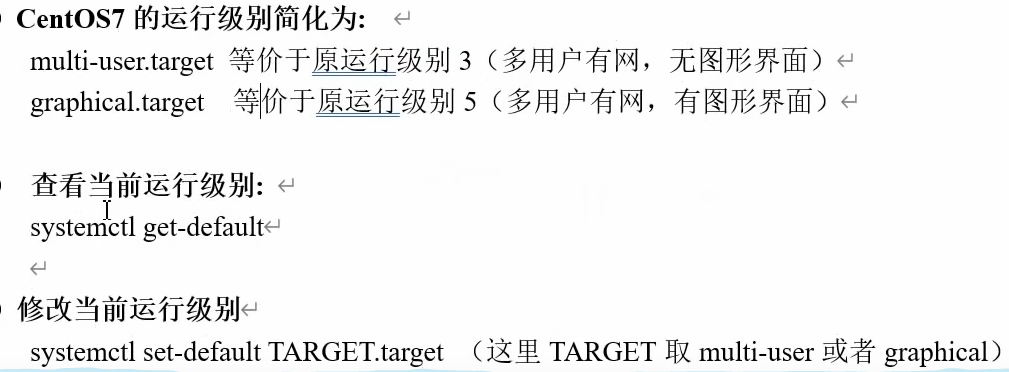 CentOS7 的运行级别简化为:
multi-user.target 等价于原运行级别 3（多用户有网，无图形界面）
graphical.target 等价于原运行级别 5（多用户有网，有图形界面）
查看当前运行级别:
systemctl get-default
修改当前运行级别
systemctl set-default TARGET.target （这里 TARGET 取 multi-user 或者 graphical）